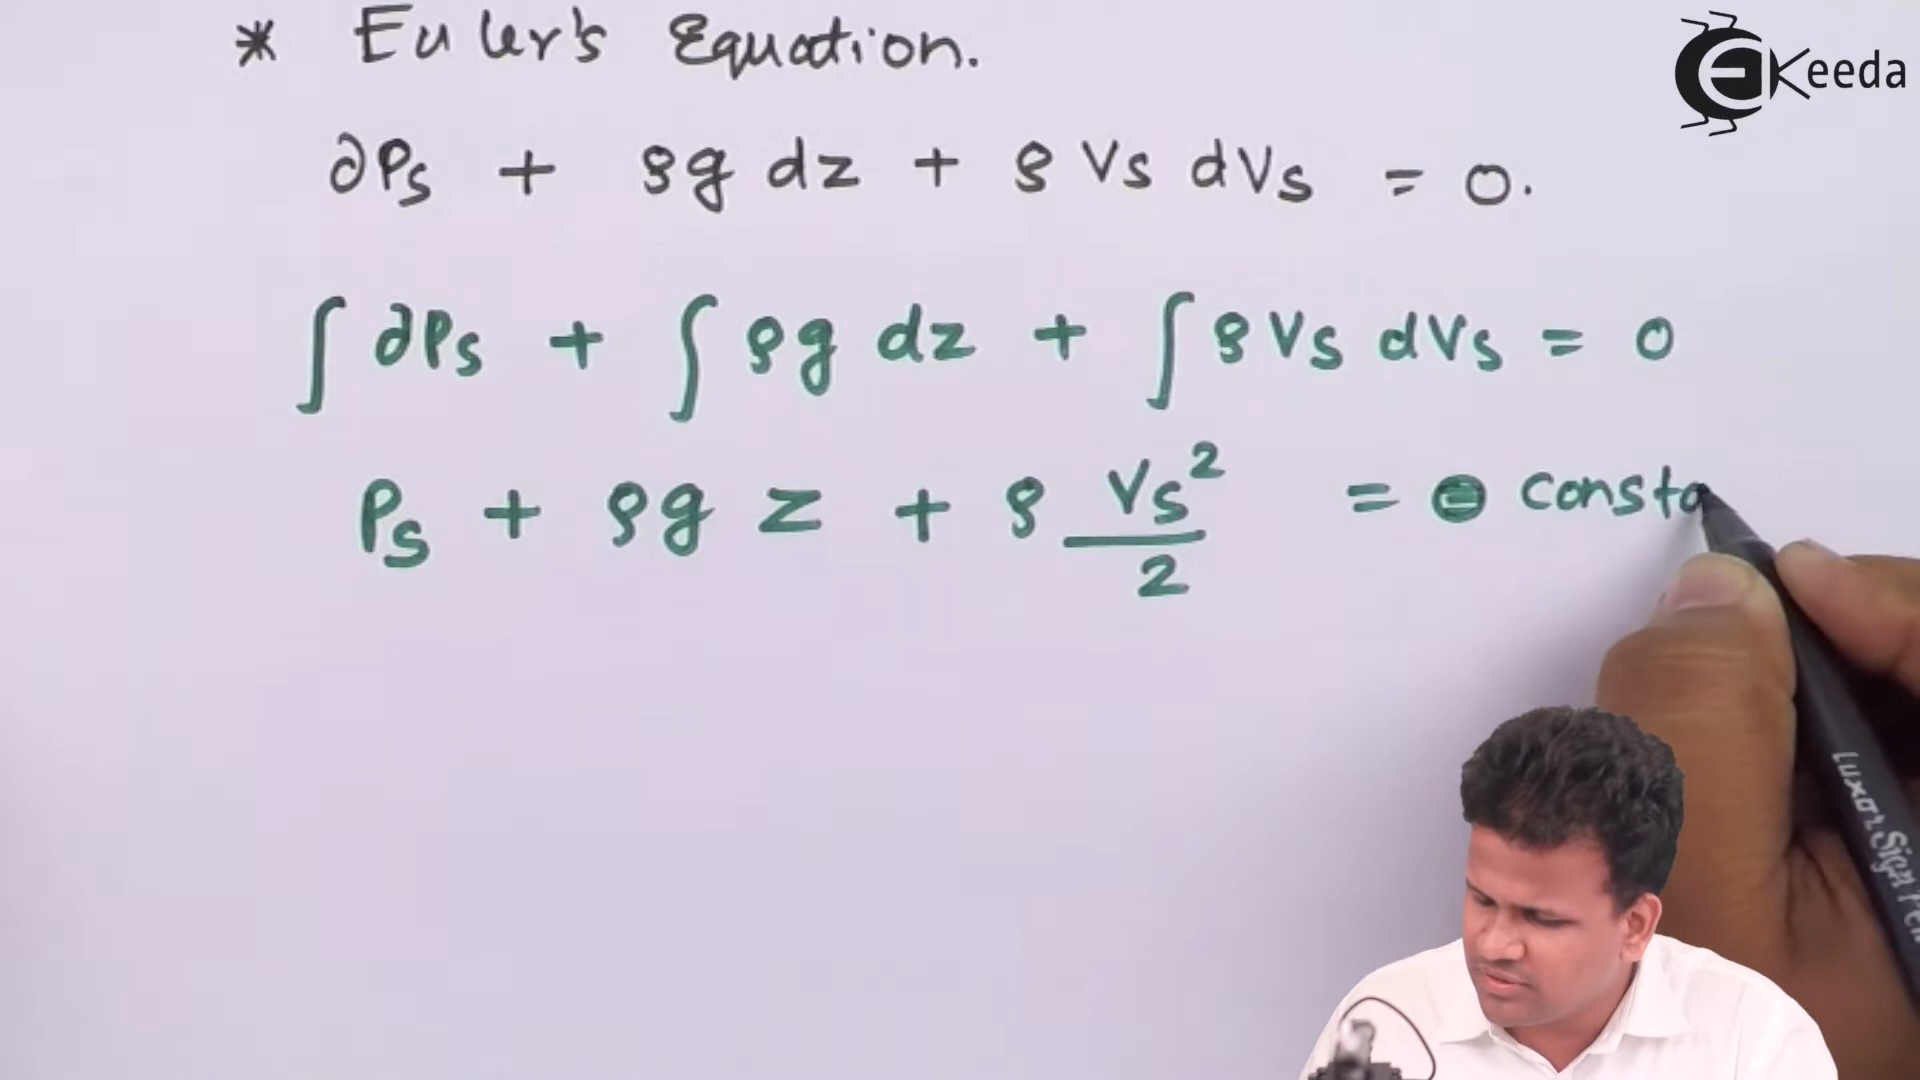 * Euler's Equation.
EKeeda
∂Ps + ρg dz + ρ Vs dVs = 0.
∫ ∂Ps + ∫ ρg dz + ∫ ρ Vs dVs = 0
Ps + ρg z + ρ Vs²/2 = consta
Luxor Sign Pen